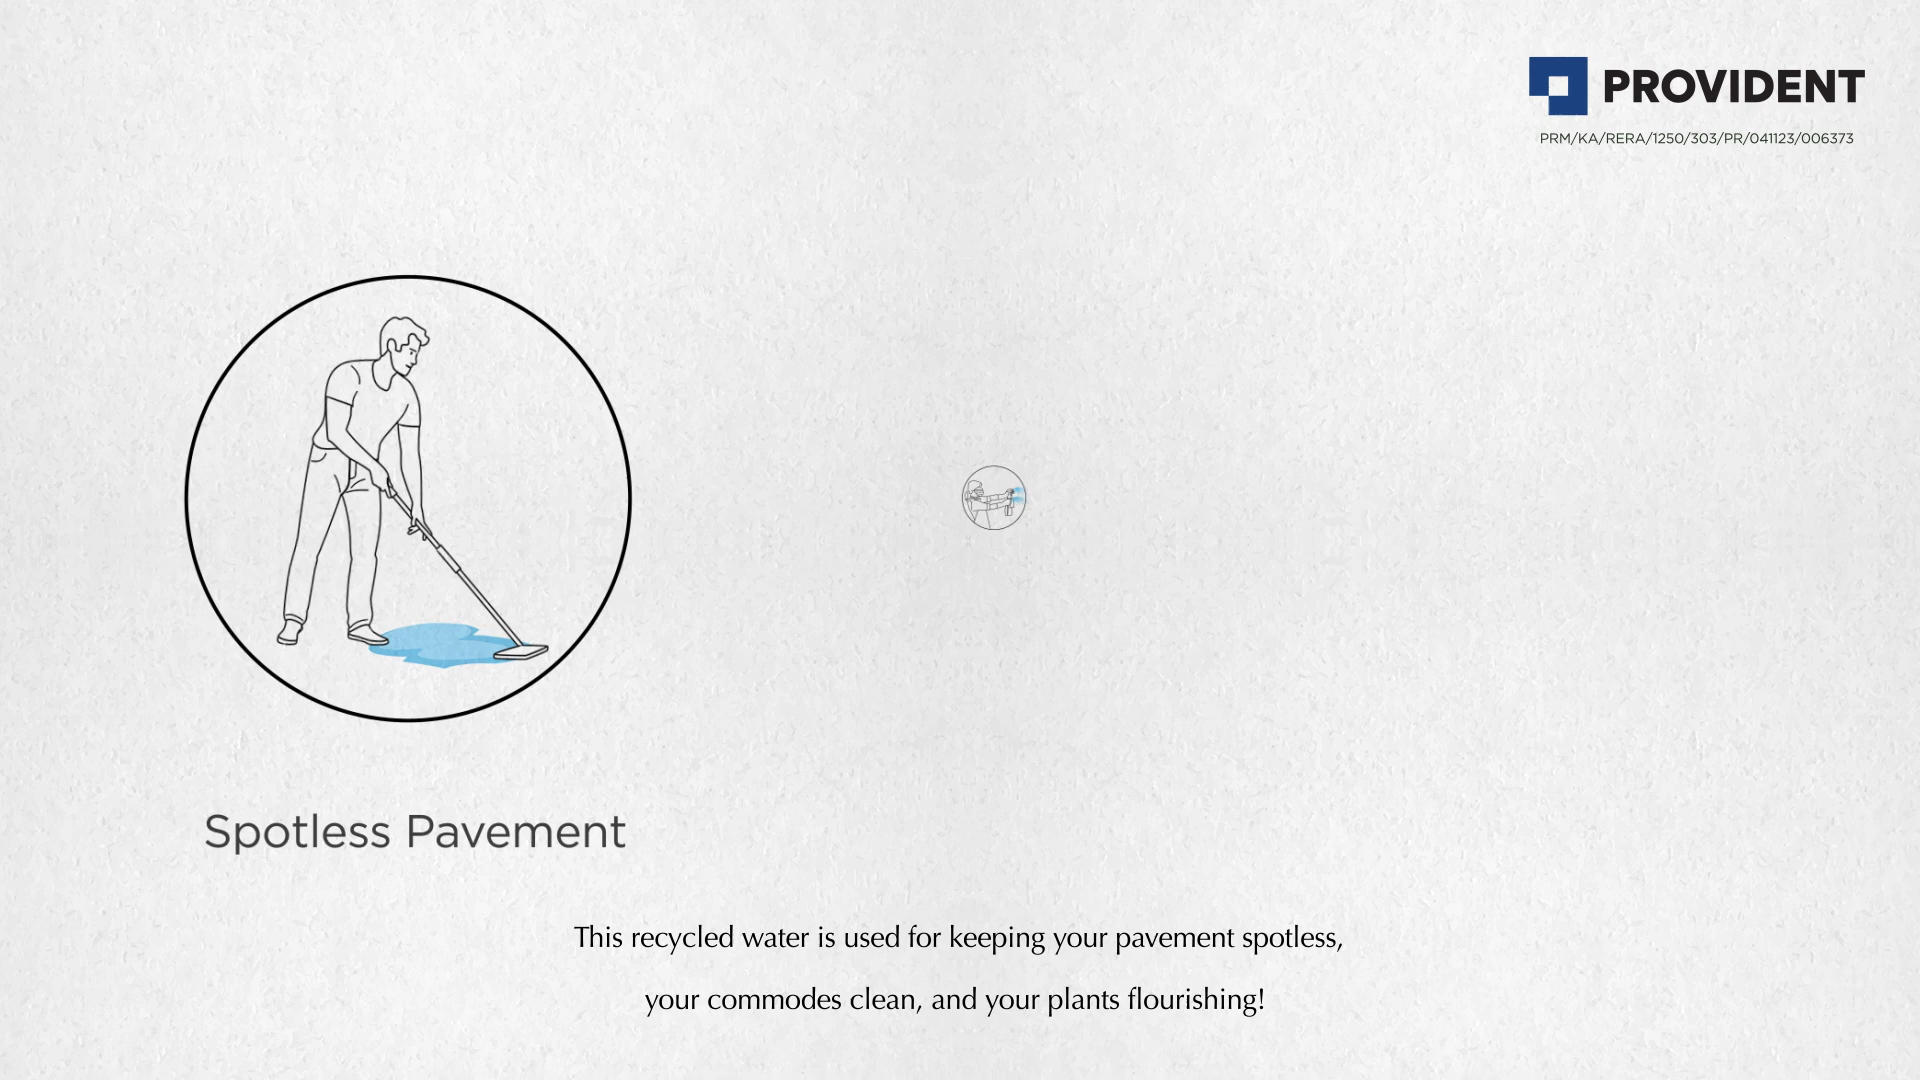 PROVIDENT
PRM/KA/RERA/1250/303/PR/041123/006373
Spotless Pavement
This recycled water is used for keeping your pavement spotless,
your commodes clean, and your plants flourishing!